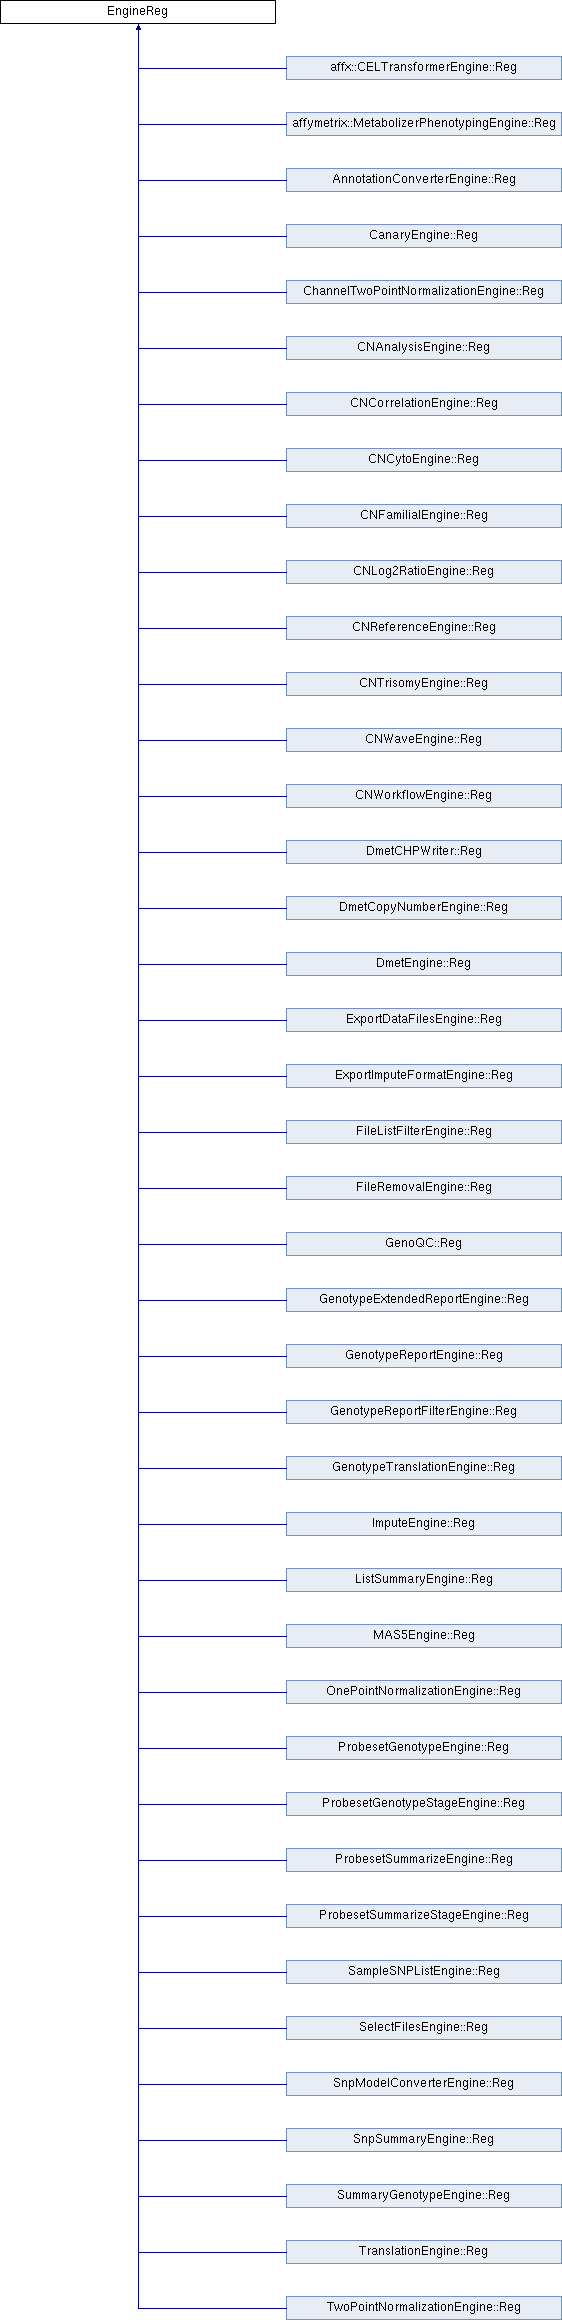 EngineReg
affx::CELTransformerEngine::Reg
affymetrix::MetabolizerPhenotypingEngine::Reg
AnnotationConverterEngine::Reg
CanaryEngine::Reg
ChannelTwoPointNormalizationEngine::Reg
CNAnalysisEngine::Reg
CNCorrelationEngine::Reg
CNCytoEngine::Reg
CNFamilialEngine::Reg
CNLog2RatioEngine::Reg
CNReferenceEngine::Reg
CNTrisomyEngine::Reg
CNWaveEngine::Reg
CNWorkflowEngine::Reg
DmetCHPWriter::Reg
DmetCopyNumberEngine::Reg
DmetEngine::Reg
ExportDataFilesEngine::Reg
ExportImputeFormatEngine::Reg
FileListFilterEngine::Reg
FileRemovalEngine::Reg
GenoQC::Reg
GenotypeExtendedReportEngine::Reg
GenotypeReportEngine::Reg
GenotypeReportFilterEngine::Reg
GenotypeTranslationEngine::Reg
ImputeEngine::Reg
ListSummaryEngine::Reg
MAS5Engine::Reg
OnePointNormalizationEngine::Reg
ProbesetGenotypeEngine::Reg
ProbesetGenotypeStageEngine::Reg
ProbesetSummarizeEngine::Reg
ProbesetSummarizeStageEngine::Reg
SampleSNPListEngine::Reg
SelectFilesEngine::Reg
SnpModelConverterEngine::Reg
SnpSummaryEngine::Reg
SummaryGenotypeEngine::Reg
TranslationEngine::Reg
TwoPointNormalizationEngine::Reg